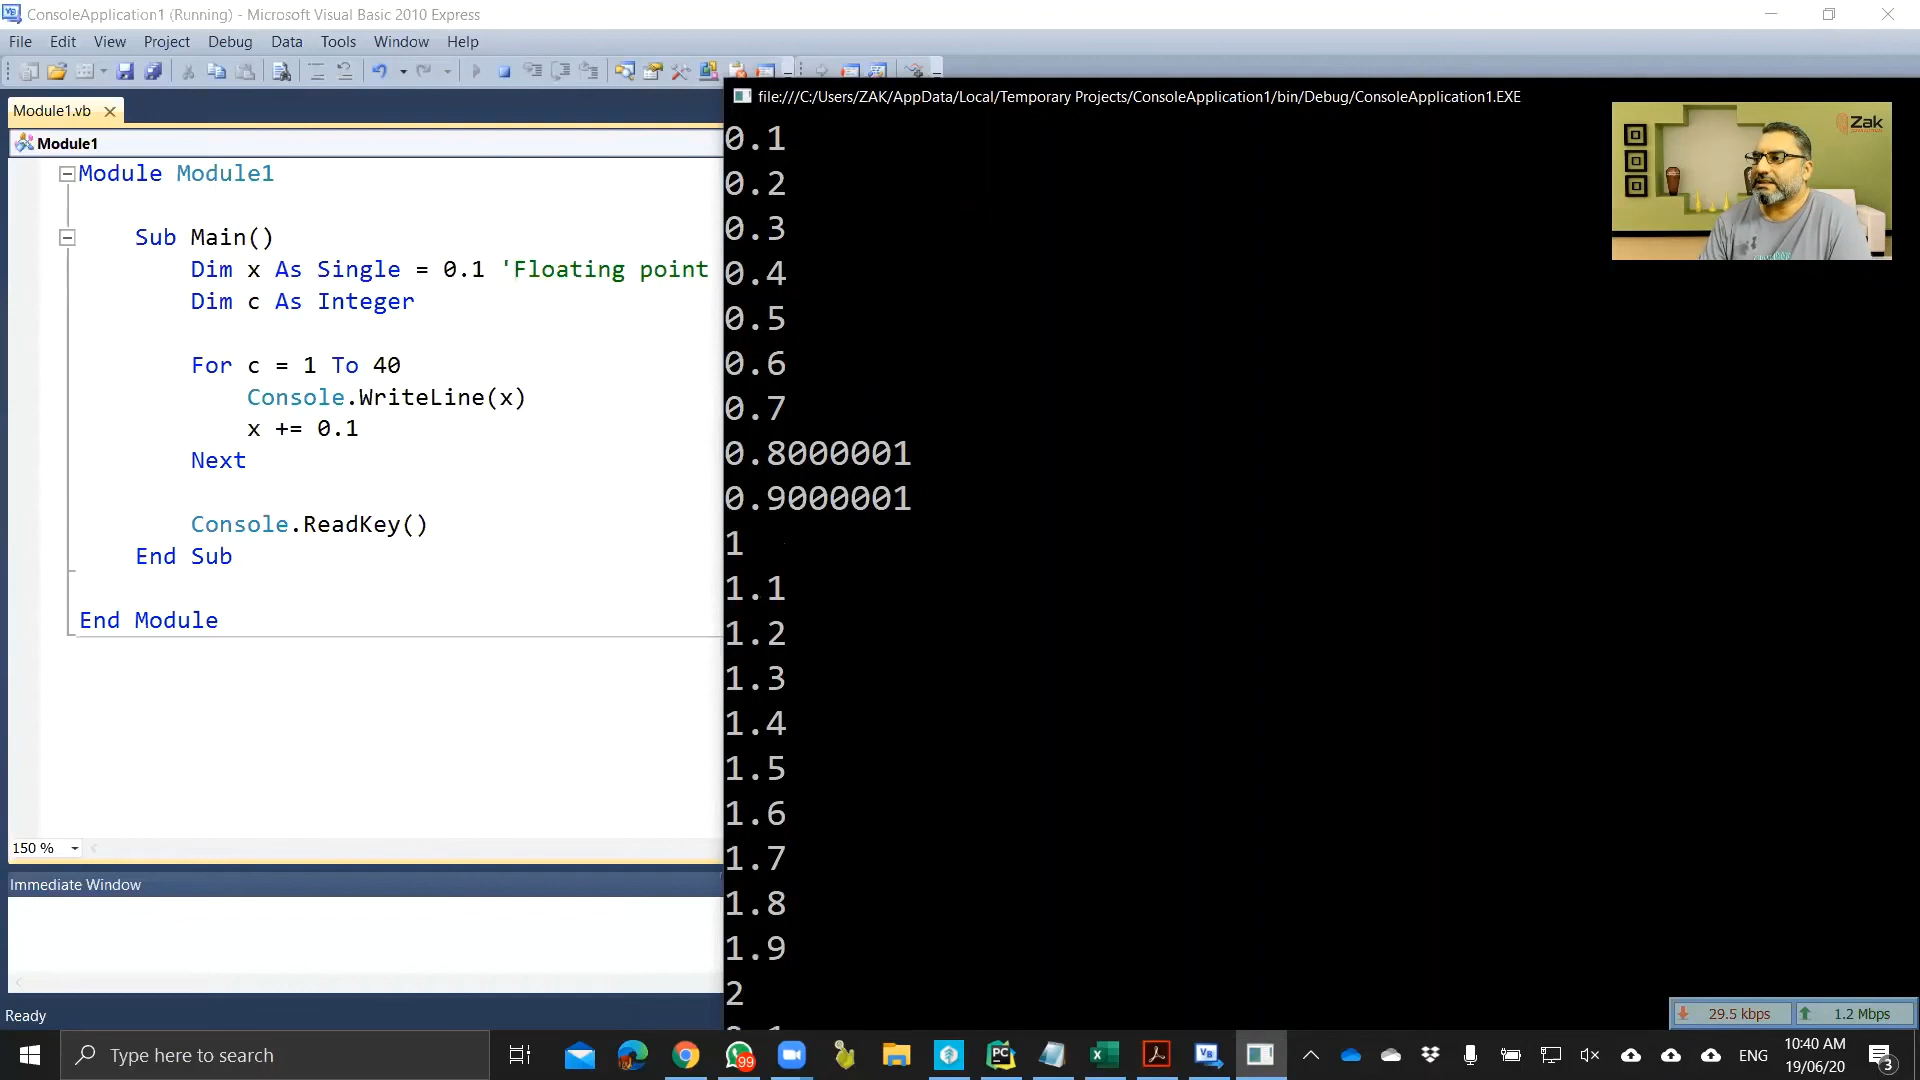 ConsoleApplication1 (Running) - Microsoft Visual Basic 2010 Express
File Edit View Project Debug Data Tools Window Help
file:///C:/Users/ZAK/AppData/Local/Temporary Projects/ConsoleApplication1/bin/Debug/ConsoleApplication1.EXE
Module1.vb
Module1
Module Module1
Sub Main()
Dim x As Single = 0.1 'Floating point
Dim c As Integer
For c = 1 To 40
Console.WriteLine(x)
x += 0.1
Next
Console.ReadKey()
End Sub
End Module
150 %
Immediate Window
Ready
0.1
0.2
0.3
0.4
0.5
0.6
0.7
0.8000001
0.9000001
1
1.1
1.2
1.3
1.4
1.5
1.6
1.7
1.8
1.9
2
Zak
29.5 kbps 1.2 Mbps
Type here to search
99
PC
VB
ENG
10:40 AM
19/06/20
3